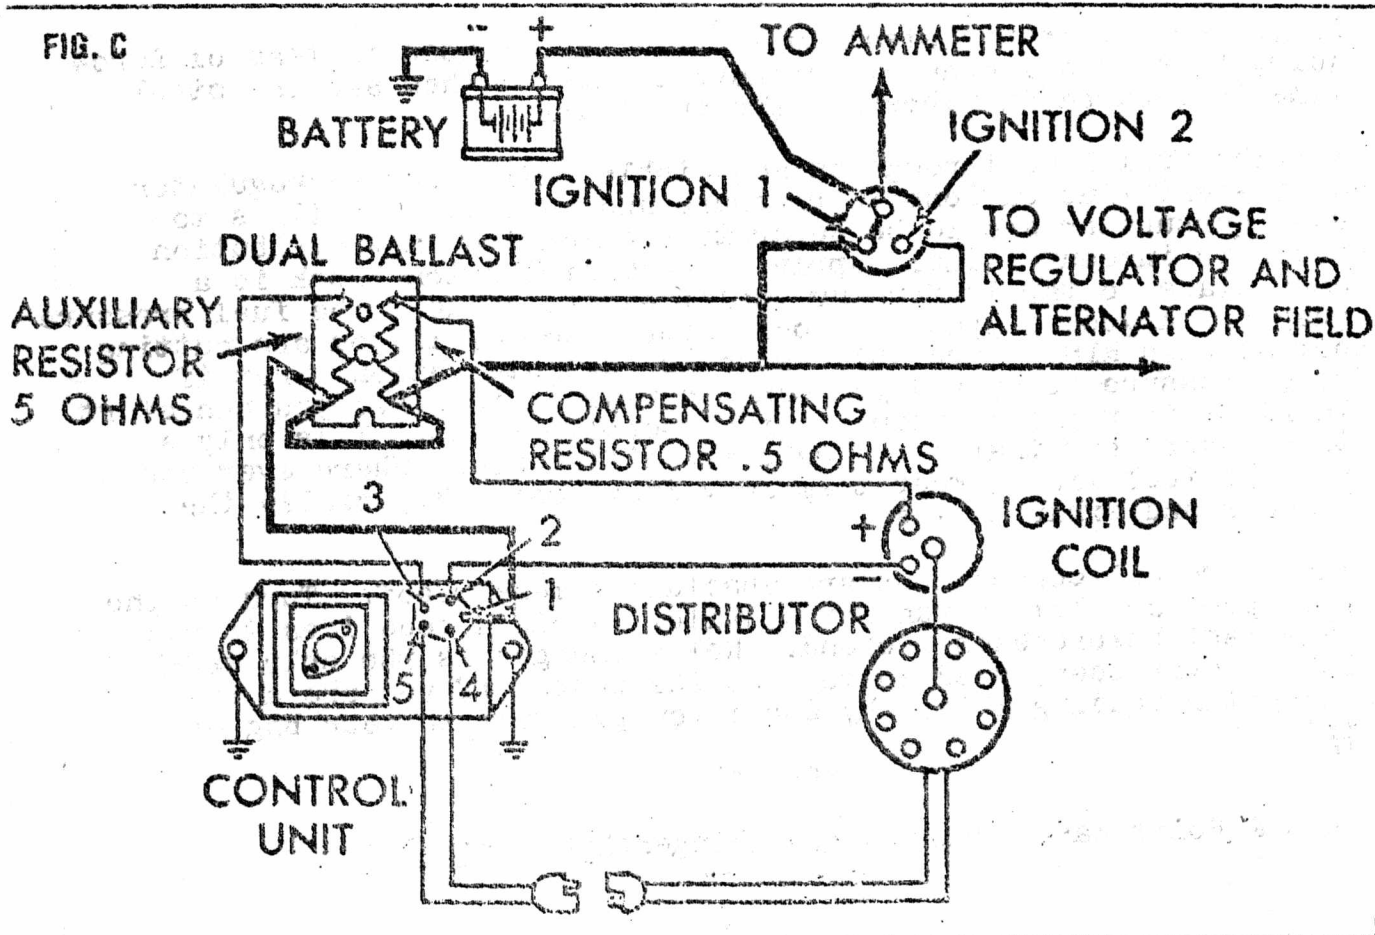 FIG. C
- +
TO AMMETER
BATTERY
IGNITION 2
IGNITION 1
TO VOLTAGE
REGULATOR AND
ALTERNATOR FIELD
DUAL BALLAST
AUXILIARY
RESISTOR
5 OHMS
COMPENSATING
RESISTOR .5 OHMS
3
2
1
5
4
+
-
IGNITION
COIL
DISTRIBUTOR
CONTROL
UNIT